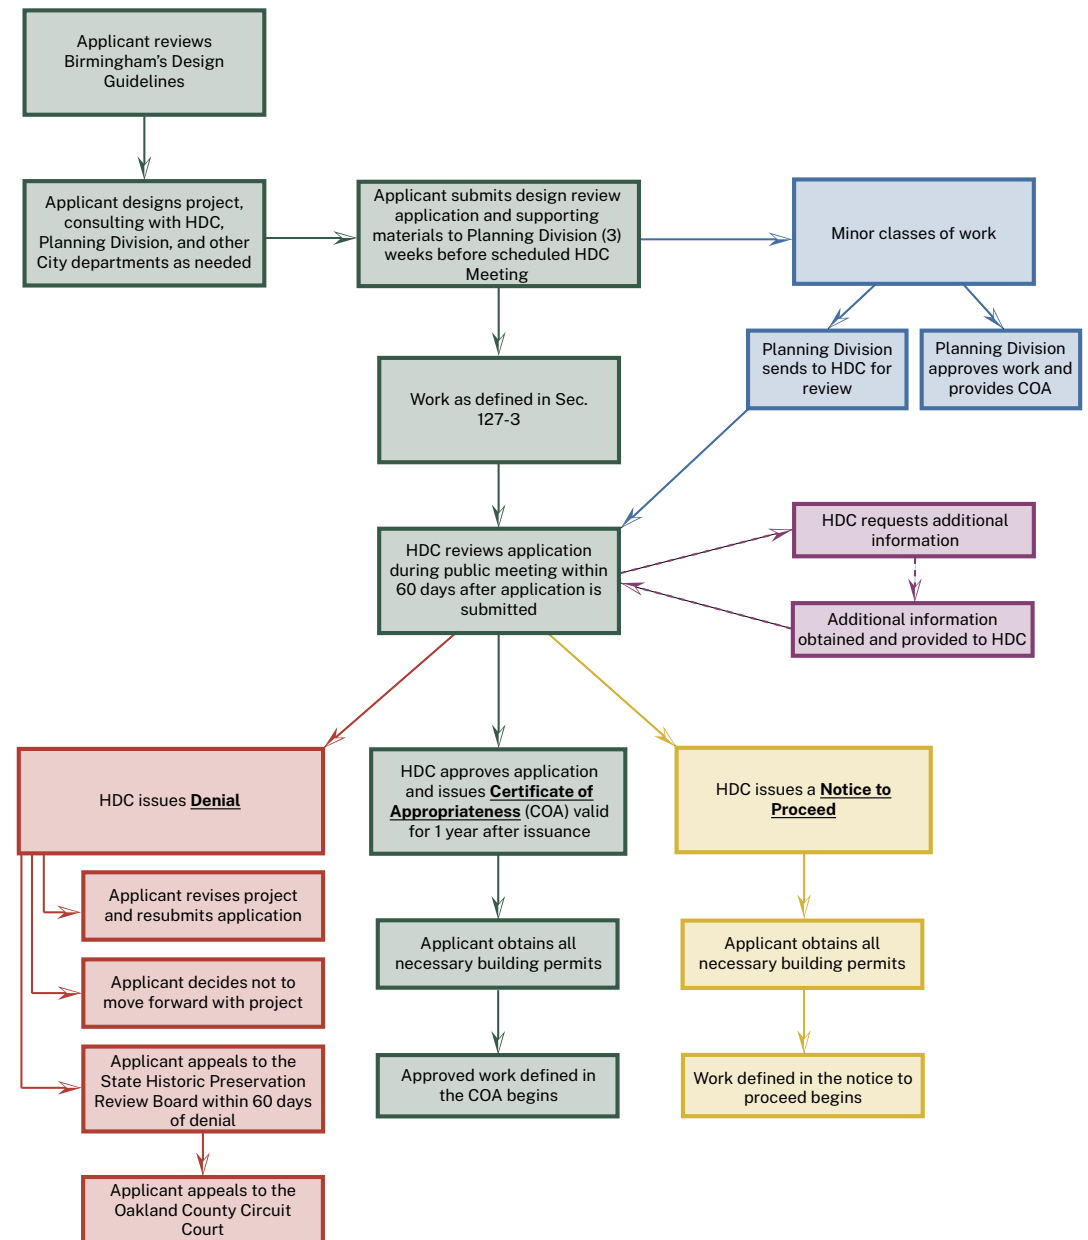 Applicant reviews
Birmingham's Design
Guidelines
Applicant designs project,
consulting with HDC,
Planning Division, and other
City departments as needed
Applicant submits design review
application and supporting
materials to Planning Division (3)
weeks before scheduled HDC
Meeting
Minor classes of work
Planning Division
sends to HDC for
review
Planning Division
approves work and
provides COA
Work as defined in Sec.
127-3
HDC reviews application
during public meeting within
60 days after application is
submitted
HDC requests additional
information
Additional information
obtained and provided to HDC
HDC issues Denial
Applicant revises project
and resubmits application
Applicant decides not to
move forward with project
Applicant appeals to the
State Historic Preservation
Review Board within 60 days
of denial
Applicant appeals to the
Oakland County Circuit
Court
HDC approves application
and issues Certificate of
Appropriateness (COA) valid
for 1 year after issuance
Applicant obtains all
necessary building permits
Approved work defined in
the COA begins
HDC issues a Notice to
Proceed
Applicant obtains all
necessary building permits
Work defined in the notice to
proceed begins